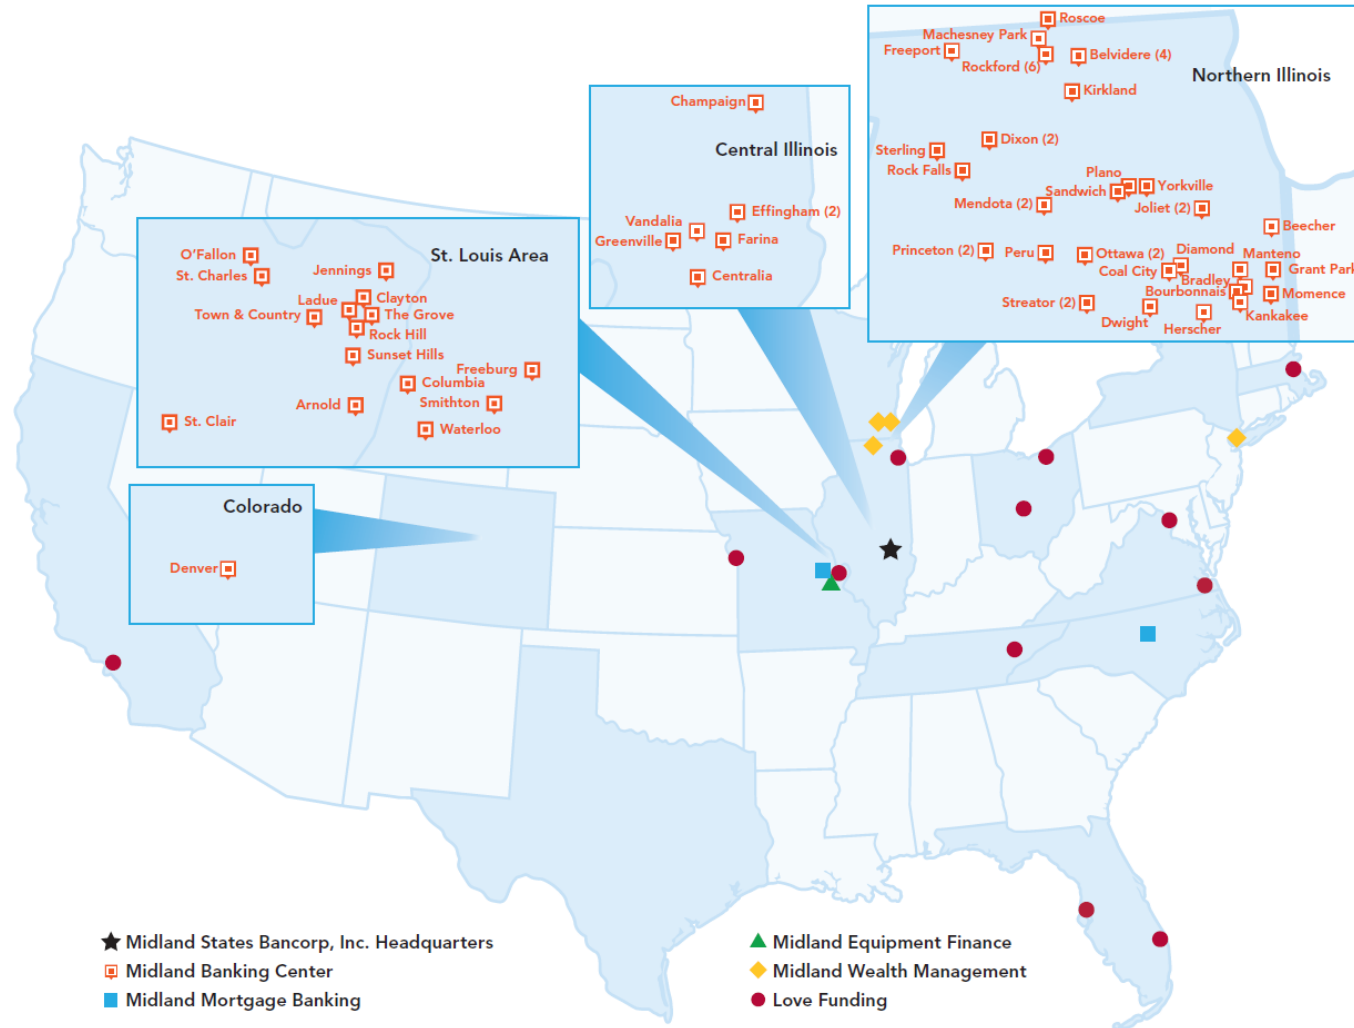 Roscoe
Machesney Park
Freeport
Rockford (6)
Belvidere (4)
Northern Illinois
Kirkland
Dixon (2)
Sterling
Rock Falls
Plano
Sandwich
Yorkville
Mendota (2)
Joliet (2)
Beecher
Princeton (2)
Peru
Ottawa (2)
Diamond
Manteno
Coal City
Bradley
Grant Park
Bourbonnais
Momence
Streator (2)
Dwight
Herscher
Kankakee
Champaign
Central Illinois
Effingham (2)
Vandalia
Greenville
Farina
Centralia
St. Louis Area
O'Fallon
St. Charles
Jennings
Ladue
Clayton
Town & Country
The Grove
Rock Hill
Sunset Hills
Freeburg
Columbia
Arnold
Smithton
St. Clair
Waterloo
Colorado
Denver
Midland States Bancorp, Inc. Headquarters
Midland Banking Center
Midland Mortgage Banking
Midland Equipment Finance
Midland Wealth Management
Love Funding